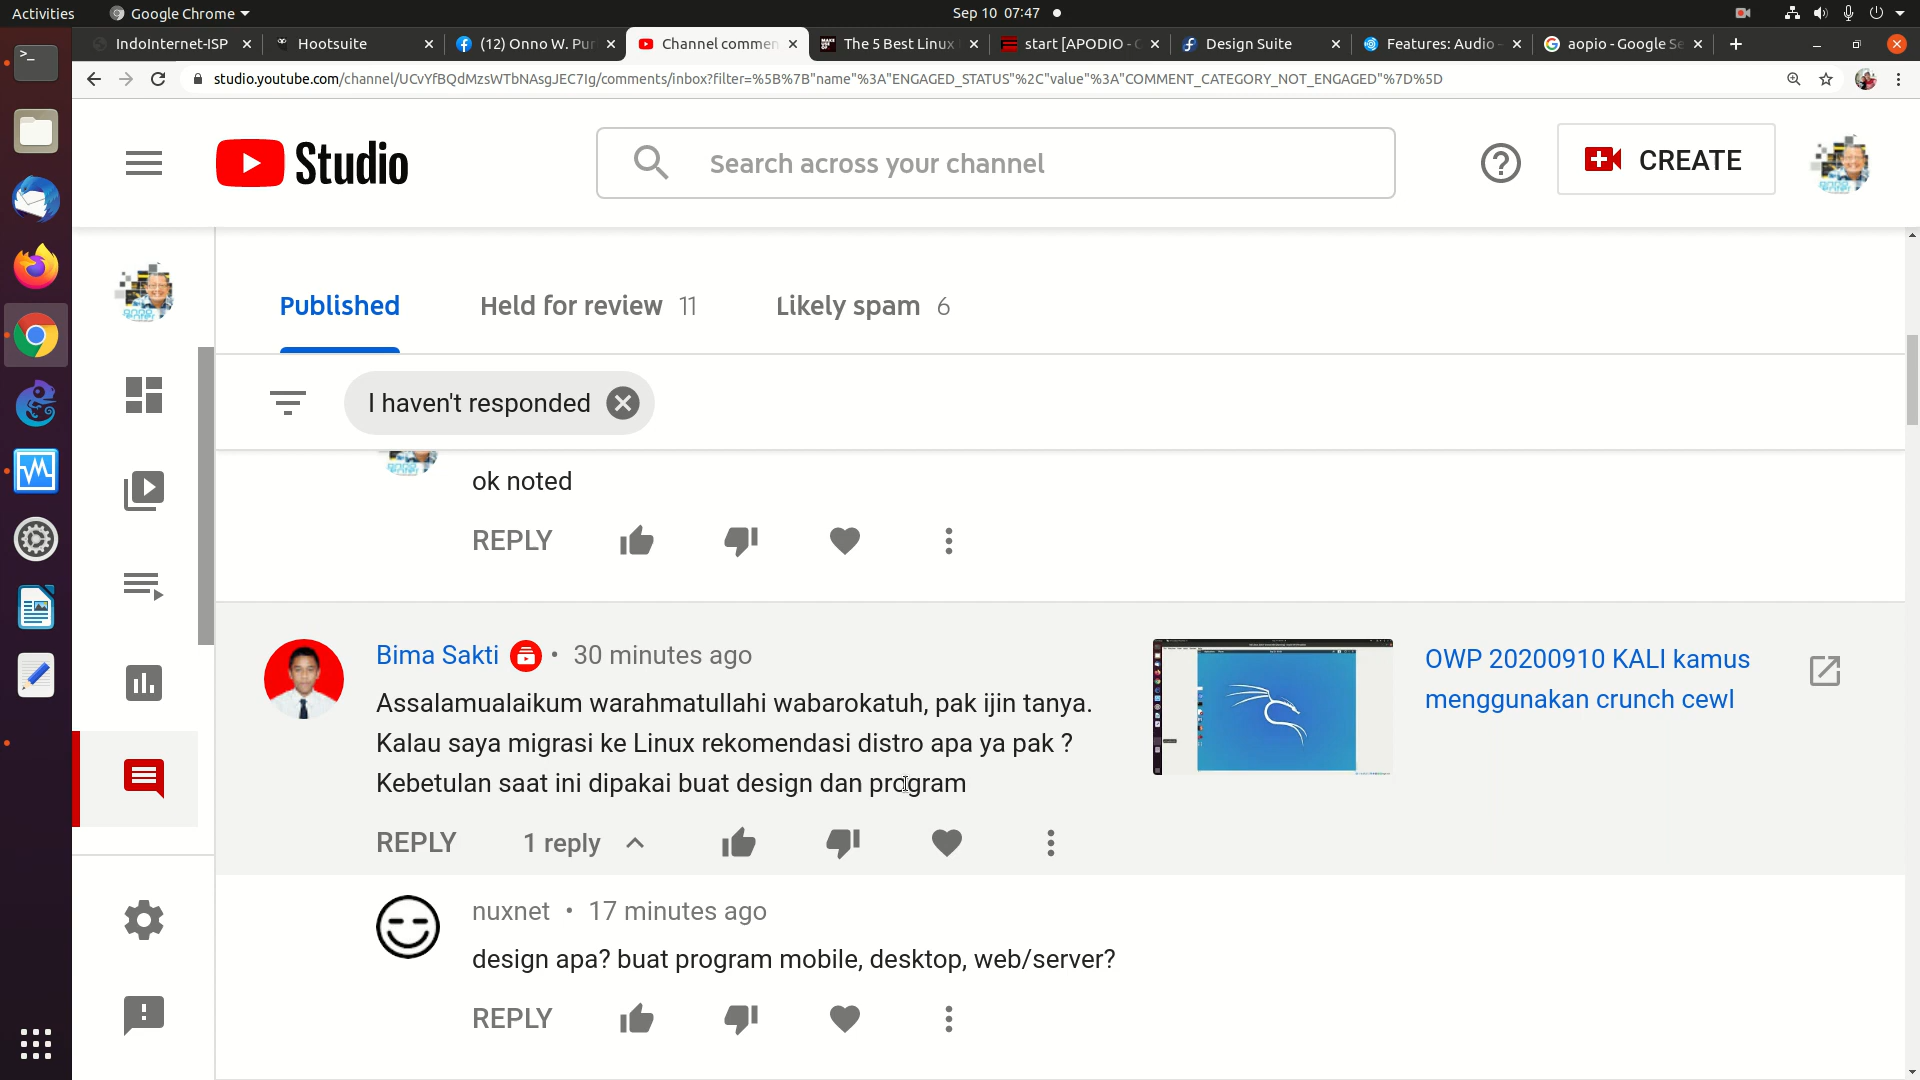 Activities
Google Chrome
Sep 10 07:47
IndoInternet-ISP
Hootsuite
(12) Onno W. Pur
Channel commen
The 5 Best Linux
start [APODIO - 
Design Suite
Features: Audio -
aopio - Google Se
studio.youtube.com/channel/UCvYfBQdMzsWTbNAsgJEC7Ig/comments/inbox?filter=%5B%7B"name"%3A"ENGAGED_STATUS"%2C"value"%3A"COMMENT_CATEGORY_NOT_ENGAGED"%7D%5D
Studio
Search across your channel
CREATE
Published
Held for review 11
Likely spam 6
I haven't responded
ok noted
REPLY
Bima Sakti • 30 minutes ago
Assalamualaikum warahmatullahi wabarokatuh, pak ijin tanya.
Kalau saya migrasi ke Linux rekomendasi distro apa ya pak ?
Kebetulan saat ini dipakai buat design dan program
OWP 20200910 KALI kamus
menggunakan crunch cewl
REPLY
1 reply
nuxnet • 17 minutes ago
design apa? buat program mobile, desktop, web/server?
REPLY